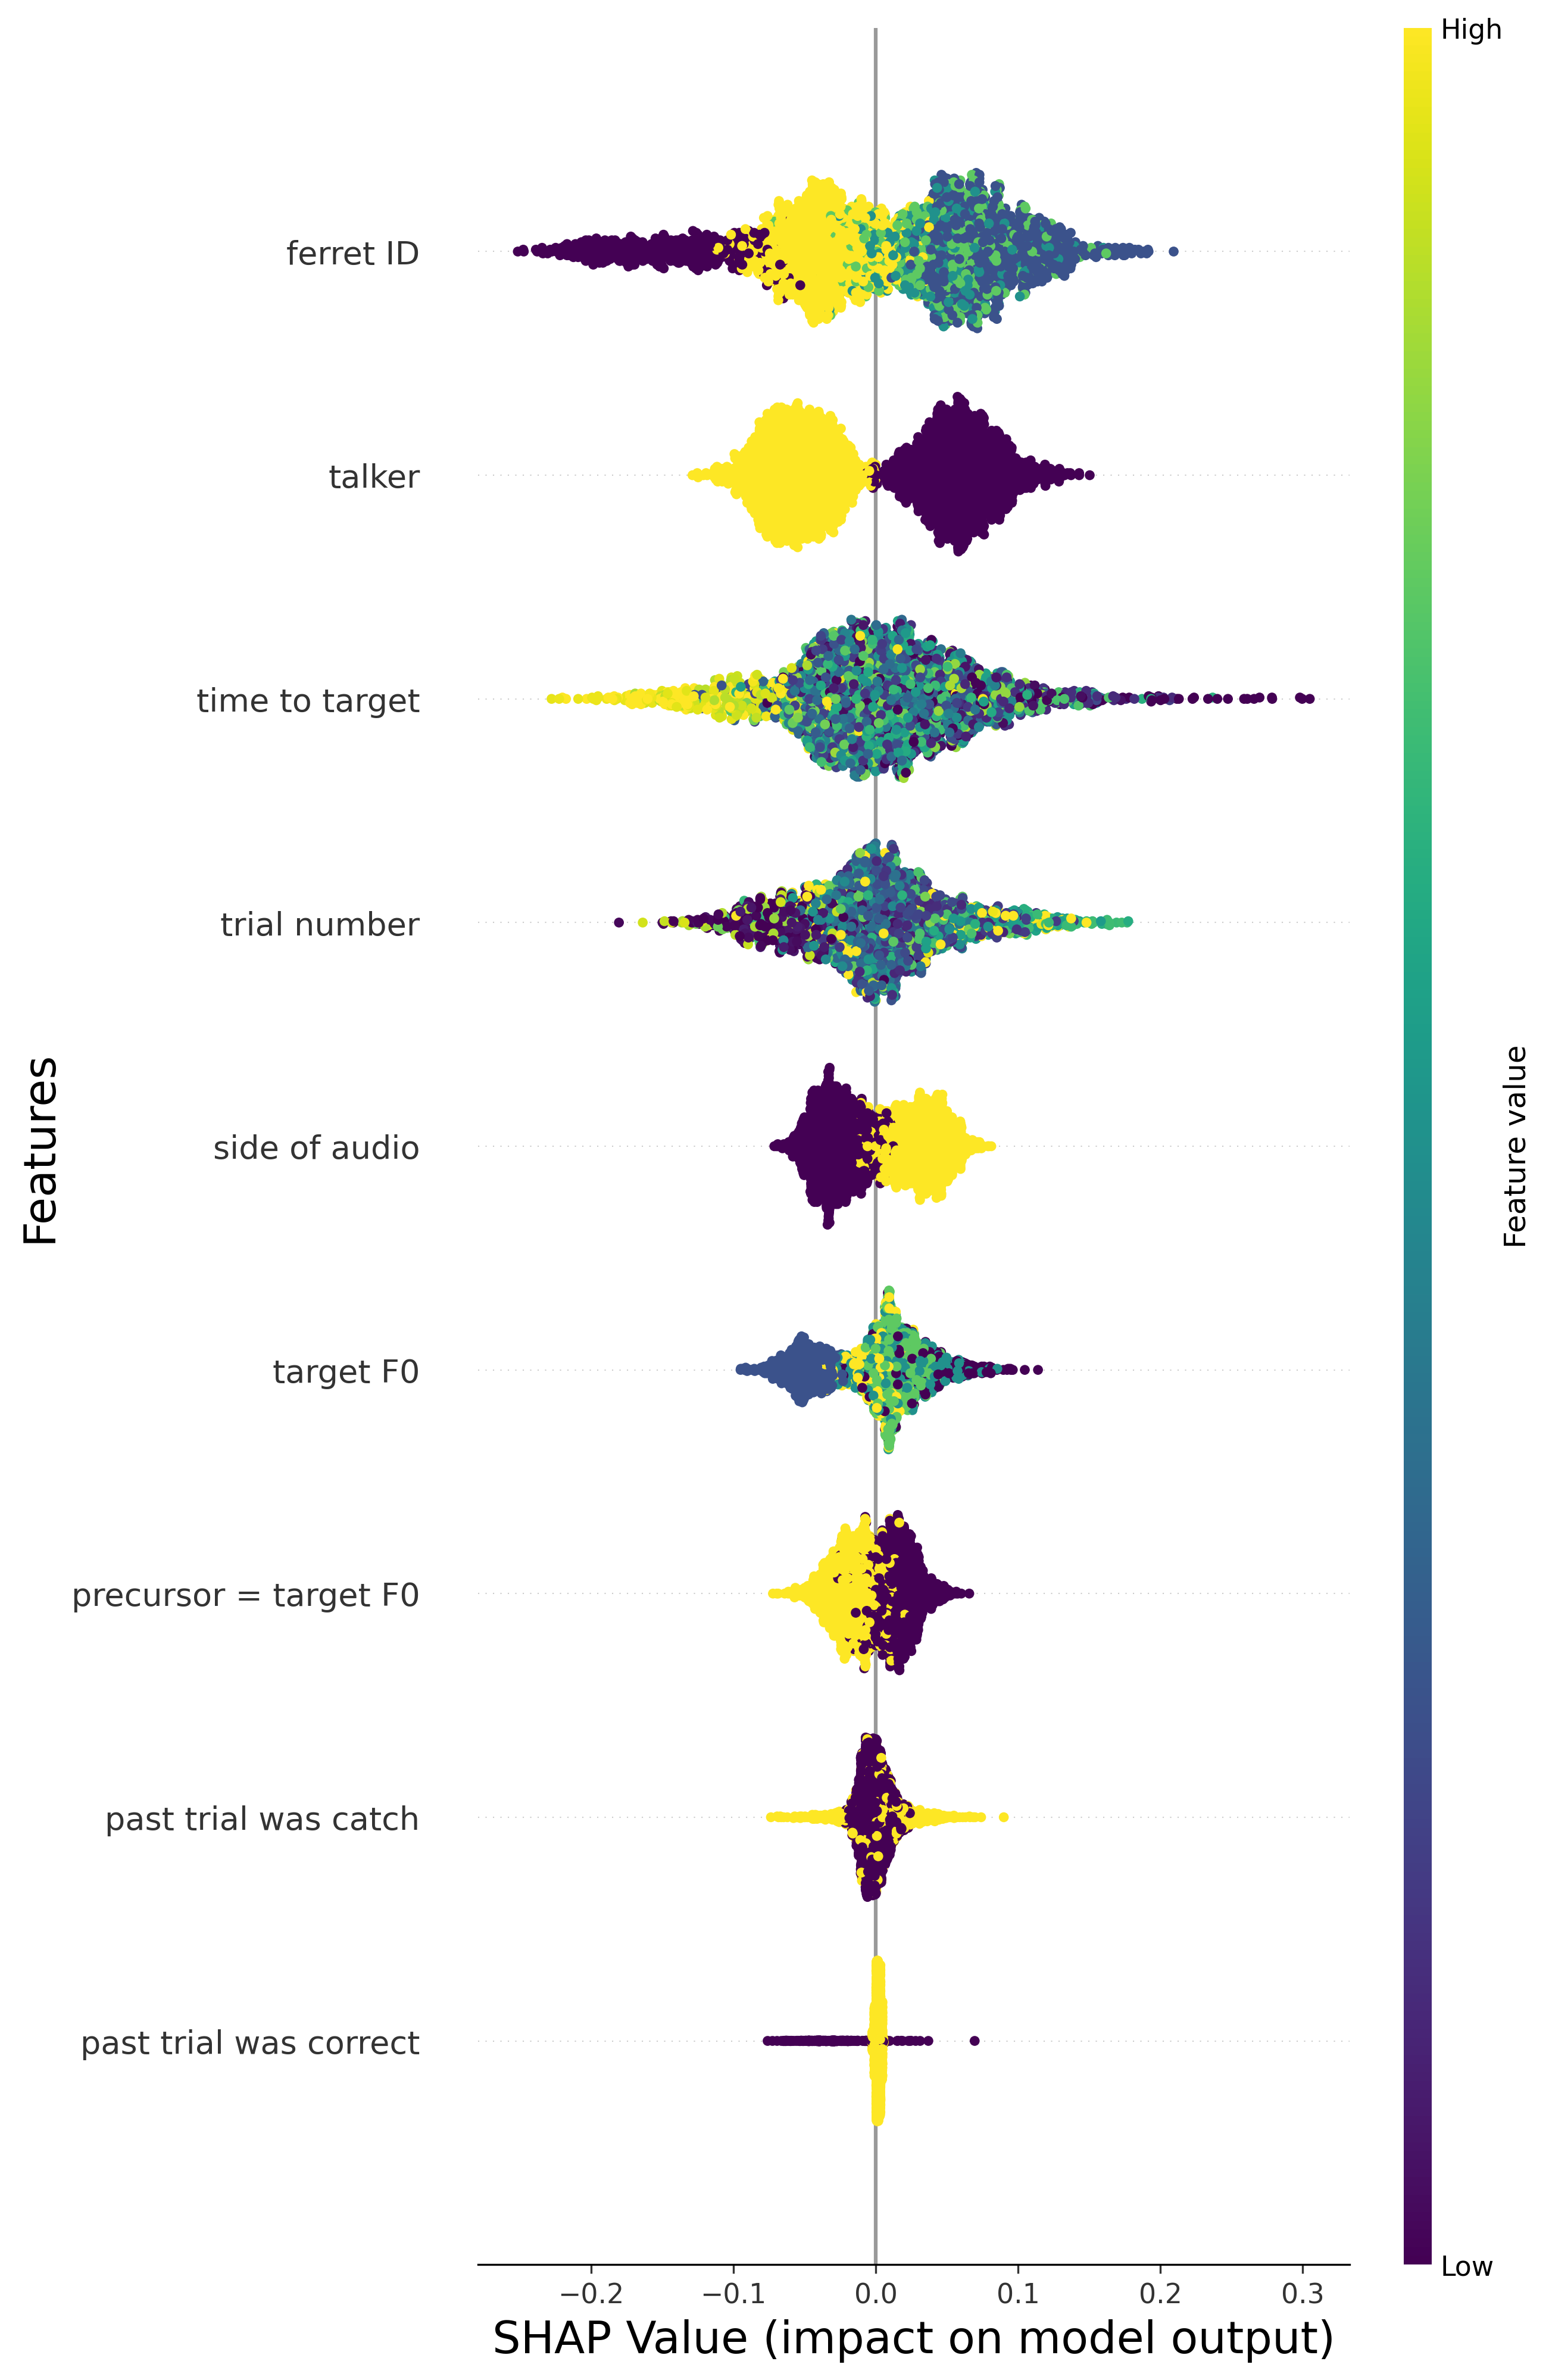 High
ferret ID
talker
time to target
trial number
side of audio
target F0
precursor = target F0
past trial was catch
past trial was correct
Features
Feature value
Low
−0.2 −0.1 0.0 0.1 0.2 0.3
SHAP Value (impact on model output)